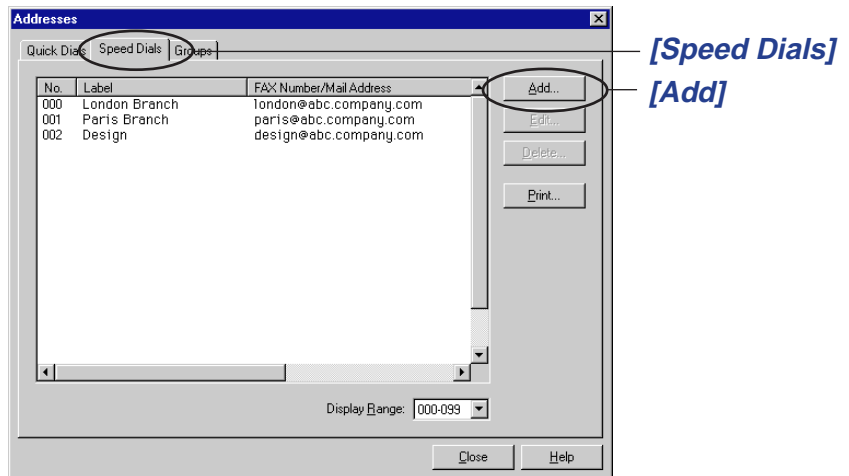 Addresses
Quick Dials Speed Dials Groups
[Speed Dials]
No. Label FAX Number/Mail Address
Add...
[Add]
000 London Branch london@abc.company.com
001 Paris Branch paris@abc.company.com
Edit...
002 Design design@abc.company.com
Delete...
Print...
Display Range: 000-099
Close Help